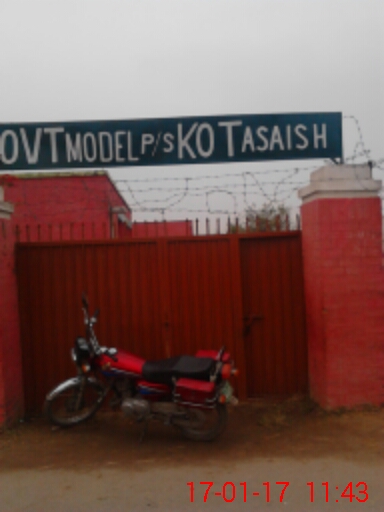 OVT MODEL P/S KOTASAISH
17-01-17 11:43